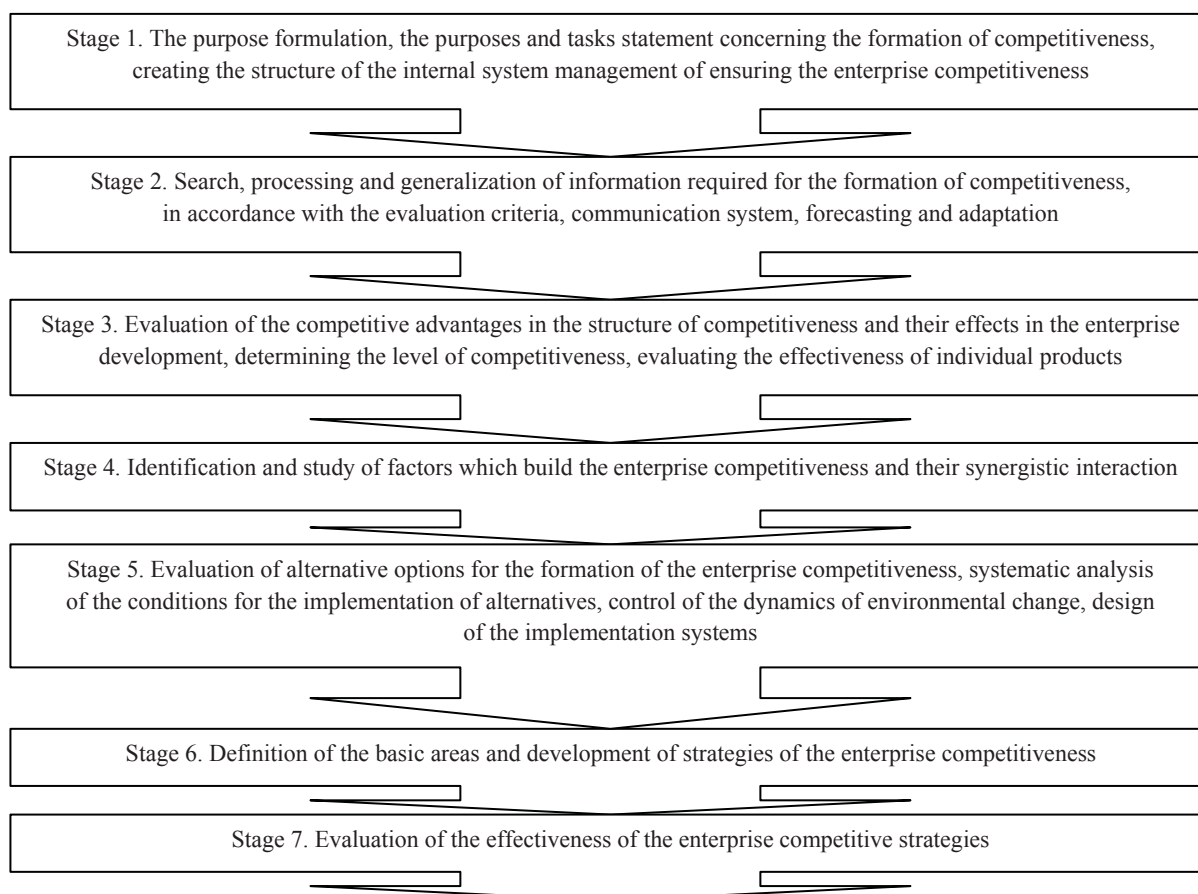 Stage 1. The purpose formulation, the purposes and tasks statement concerning the formation of competitiveness,
creating the structure of the internal system management of ensuring the enterprise competitiveness
Stage 2. Search, processing and generalization of information required for the formation of competitiveness,
in accordance with the evaluation criteria, communication system, forecasting and adaptation
Stage 3. Evaluation of the competitive advantages in the structure of competitiveness and their effects in the enterprise
development, determining the level of competitiveness, evaluating the effectiveness of individual products
Stage 4. Identification and study of factors which build the enterprise competitiveness and their synergistic interaction
Stage 5. Evaluation of alternative options for the formation of the enterprise competitiveness, systematic analysis
of the conditions for the implementation of alternatives, control of the dynamics of environmental change, design
of the implementation systems
Stage 6. Definition of the basic areas and development of strategies of the enterprise competitiveness
Stage 7. Evaluation of the effectiveness of the enterprise competitive strategies